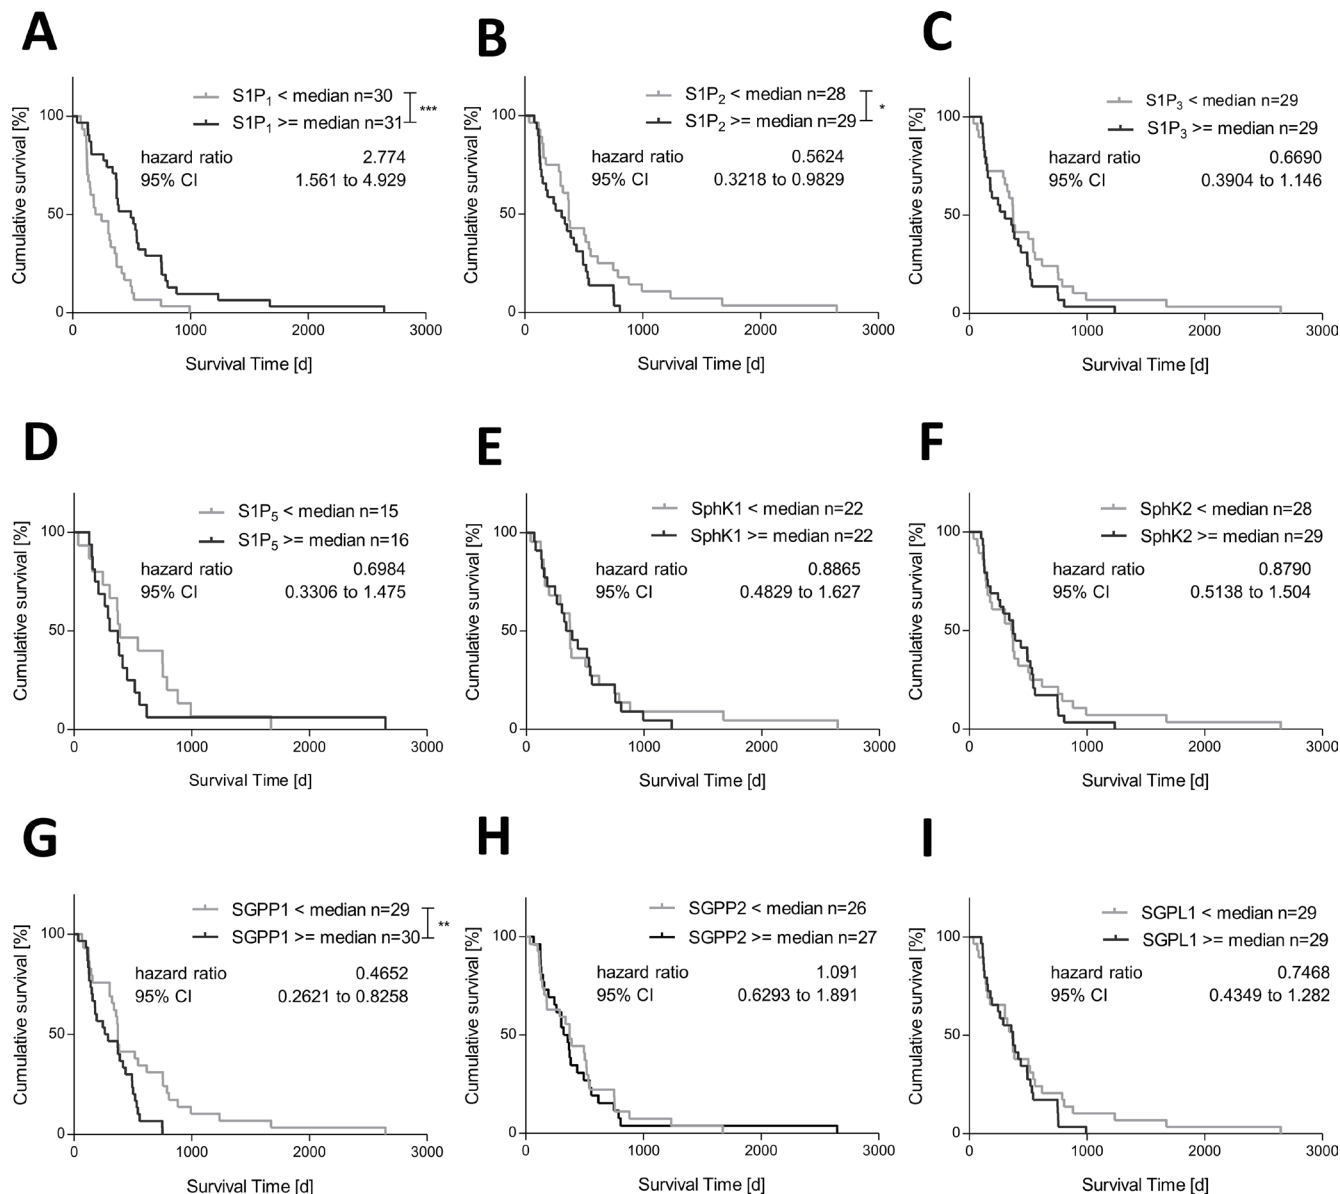 A
S1P1 < median n=30
S1P1 >= median n=31
***
hazard ratio 2.774
95% CI 1.561 to 4.929
Cumulative survival [%]
100
50
0
0 1000 2000 3000
Survival Time [d]
B
S1P2 < median n=28
S1P2 >= median n=29
*
hazard ratio 0.5624
95% CI 0.3218 to 0.9829
Cumulative survival [%]
100
50
0
0 1000 2000 3000
Survival Time [d]
C
S1P3 < median n=29
S1P3 >= median n=29
hazard ratio 0.6690
95% CI 0.3904 to 1.146
Cumulative survival [%]
100
50
0
0 1000 2000 3000
Survival Time [d]
D
S1P5 < median n=15
S1P5 >= median n=16
hazard ratio 0.6984
95% CI 0.3306 to 1.475
Cumulative survival [%]
100
50
0
0 1000 2000 3000
Survival Time [d]
E
SphK1 < median n=22
SphK1 >= median n=22
hazard ratio 0.8865
95% CI 0.4829 to 1.627
Cumulative survival [%]
100
50
0
0 1000 2000 3000
Survival Time [d]
F
SphK2 < median n=28
SphK2 >= median n=29
hazard ratio 0.8790
95% CI 0.5138 to 1.504
Cumulative survival [%]
100
50
0
0 1000 2000 3000
Survival Time [d]
G
SGPP1 < median n=29
SGPP1 >= median n=30
**
hazard ratio 0.4652
95% CI 0.2621 to 0.8258
Cumulative survival [%]
100
50
0
0 1000 2000 3000
Survival Time [d]
H
SGPP2 < median n=26
SGPP2 >= median n=27
hazard ratio 1.091
95% CI 0.6293 to 1.891
Cumulative survival [%]
100
50
0
0 1000 2000 3000
Survival Time [d]
I
SGPL1 < median n=29
SGPL1 >= median n=29
hazard ratio 0.7468
95% CI 0.4349 to 1.282
Cumulative survival [%]
100
50
0
0 1000 2000 3000
Survival Time [d]